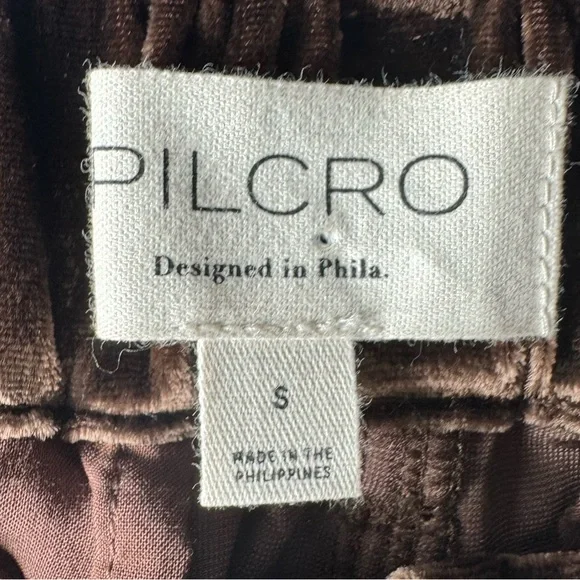 PILCRO
Designed in Phila.
S
MADE IN THE
PHILIPPINES